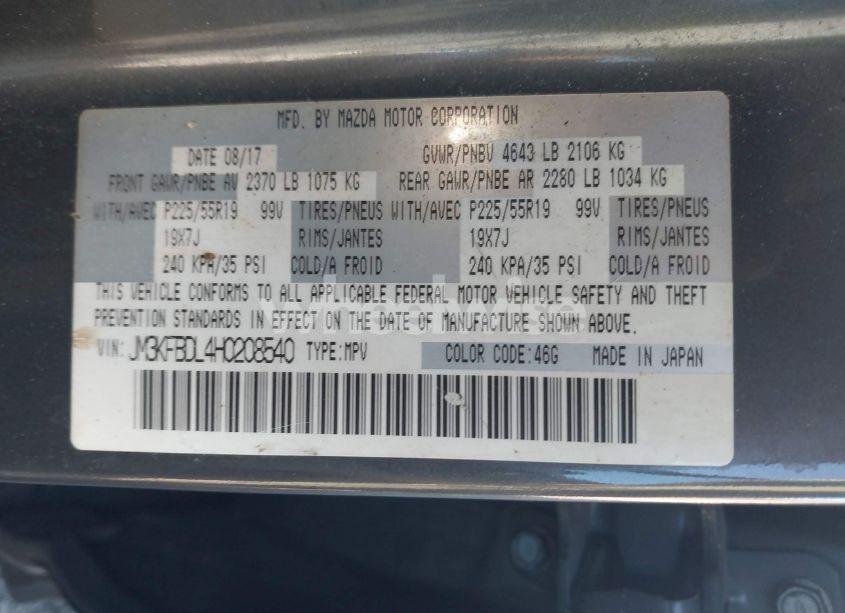 MFD. BY MAZDA MOTOR CORPORATION
DATE 08/17 GVWR/PNBV 4643 LB 2106 KG
FRONT GAWR/PNBE AV 2370 LB 1075 KG REAR GAWR/PNBE AR 2280 LB 1034 KG
WITH/AVEC P225/55R19 99V TIRES/PNEUS WITH/AVEC P225/55R19 99V TIRES/PNEUS
19X7J RIMS/JANTES 19X7J RIMS/JANTES
240 KPA/35 PSI COLD/A FROID 240 KPA/35 PSI COLD/A FROID
THIS VEHICLE CONFORMS TO ALL APPLICABLE FEDERAL MOTOR VEHICLE SAFETY AND THEFT
PREVENTION STANDARDS IN EFFECT ON THE DATE OF MANUFACTURE SHOWN ABOVE.
VIN: JM3KFBDL4H0208540 TYPE:MPV COLOR CODE:46G MADE IN JAPAN